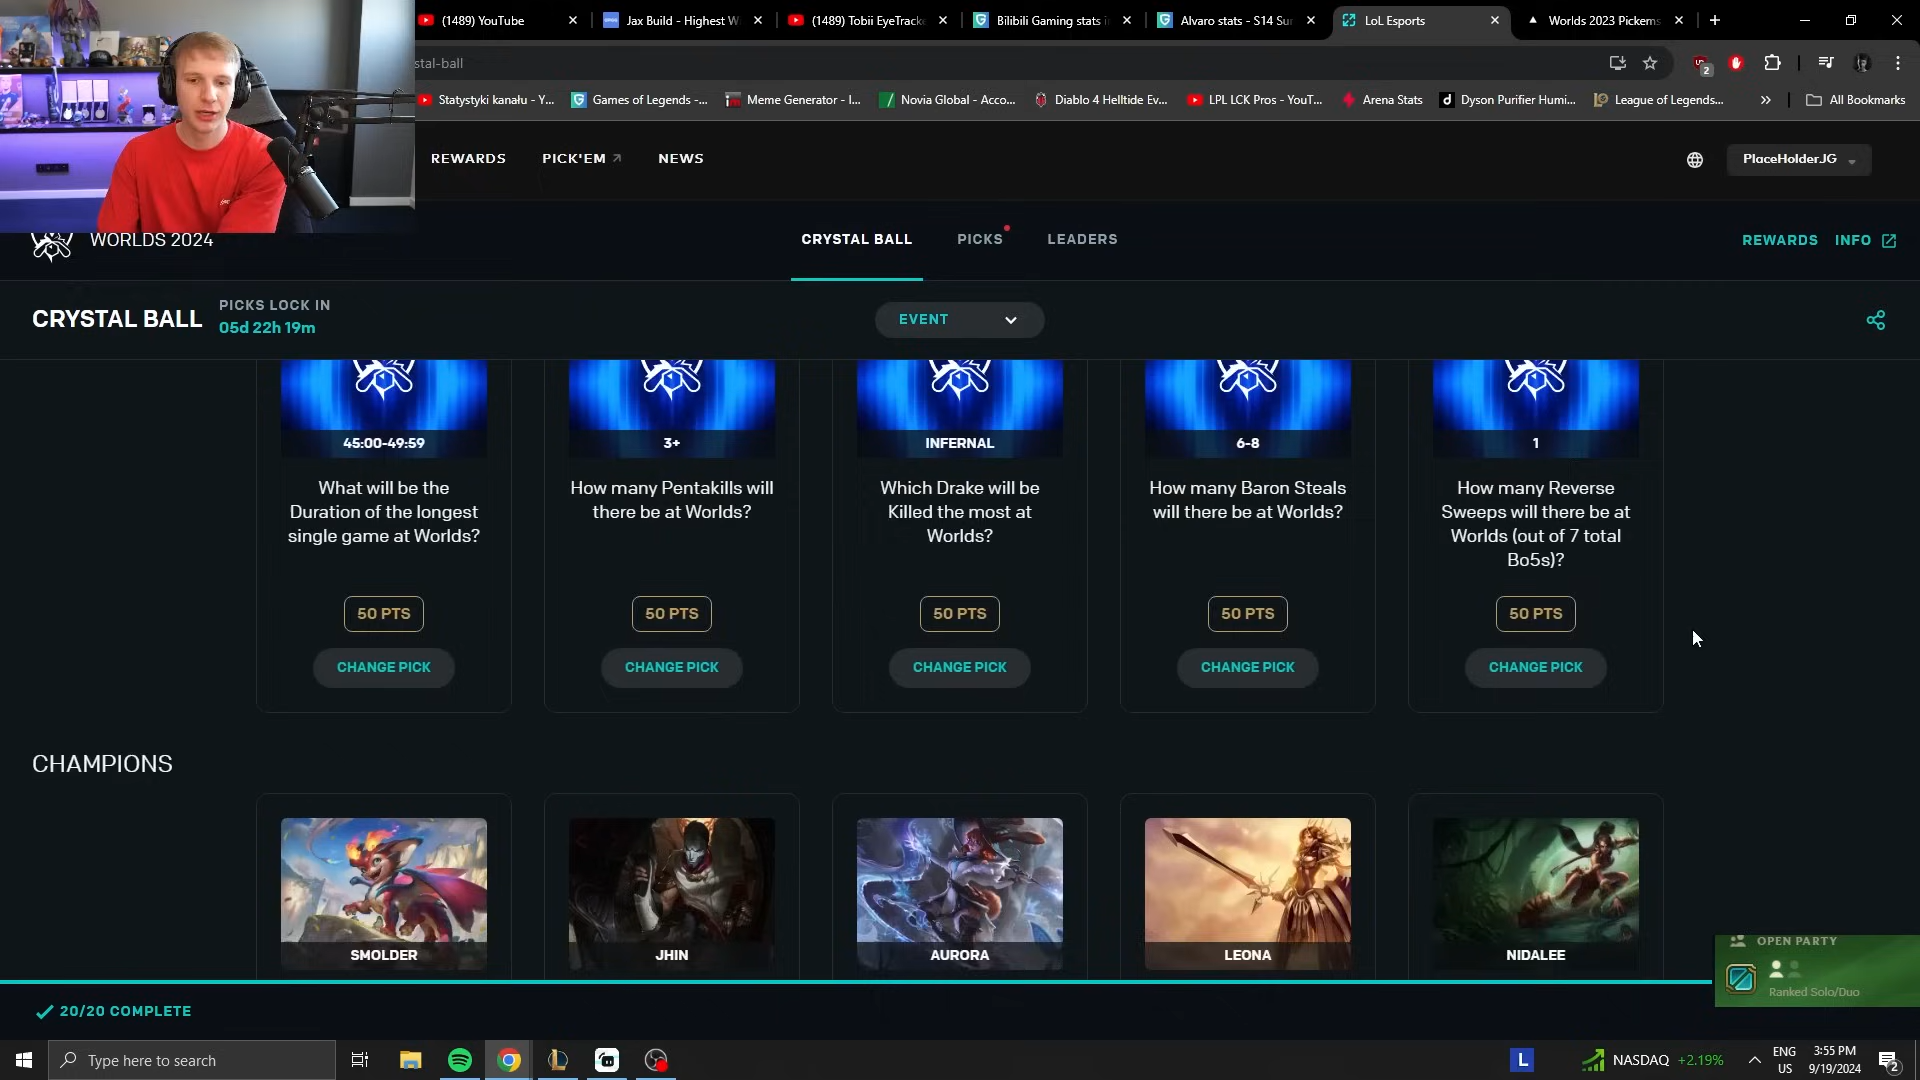 (1489) YouTube
Jax Build - Highest W
(1489) Tobii EyeTracke
Bilibili Gaming stats i
Alvaro stats - S14 Su
LoL Esports
Worlds 2023 Pickems
stal-ball
2
Statystyki kanału - Y...
Games of Legends -...
Meme Generator - I...
Novia Global - Acco...
Diablo 4 Helltide Ev...
LPL LCK Pros - YouT...
Arena Stats
Dyson Purifier Humi...
League of Legends...
All Bookmarks
REWARDS
PICK'EM
NEWS
PlaceHolderJG
WORLDS 2024
CRYSTAL BALL
PICKS
LEADERS
REWARDS
INFO
CRYSTAL BALL
PICKS LOCK IN
05d 22h 19m
EVENT
45:00-49:59
What will be the
Duration of the longest
single game at Worlds?
50 PTS
CHANGE PICK
3+
How many Pentakills will
there be at Worlds?
50 PTS
CHANGE PICK
INFERNAL
Which Drake will be
Killed the most at
Worlds?
50 PTS
CHANGE PICK
6-8
How many Baron Steals
will there be at Worlds?
50 PTS
CHANGE PICK
1
How many Reverse
Sweeps will there be at
Worlds (out of 7 total
Bo5s)?
50 PTS
CHANGE PICK
CHAMPIONS
SMOLDER
JHIN
AURORA
LEONA
NIDALEE
OPEN PARTY
Ranked Solo/Duo
20/20 COMPLETE
Type here to search
L
NASDAQ +2.19%
ENG
US
3:55 PM
9/19/2024
2